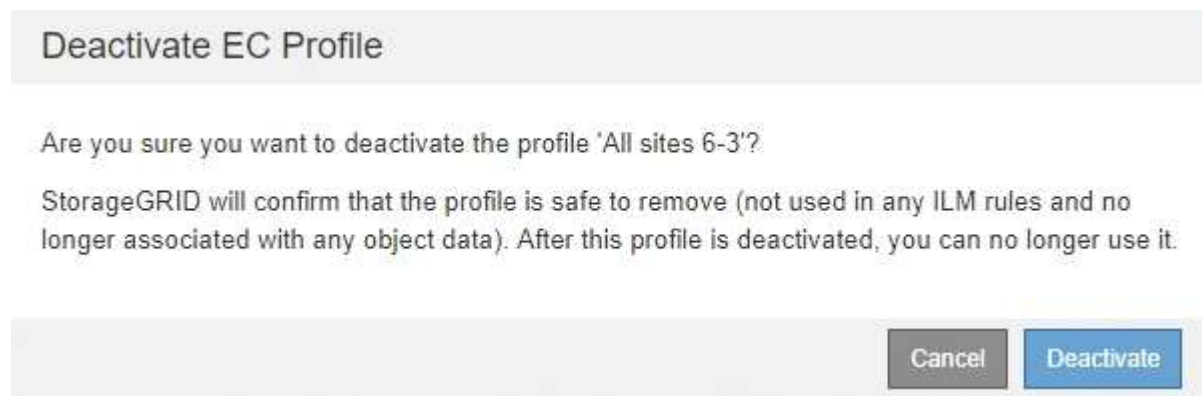 Deactivate EC Profile
Are you sure you want to deactivate the profile 'All sites 6-3'?
StorageGRID will confirm that the profile is safe to remove (not used in any ILM rules and no
longer associated with any object data). After this profile is deactivated, you can no longer use it.
Cancel
Deactivate